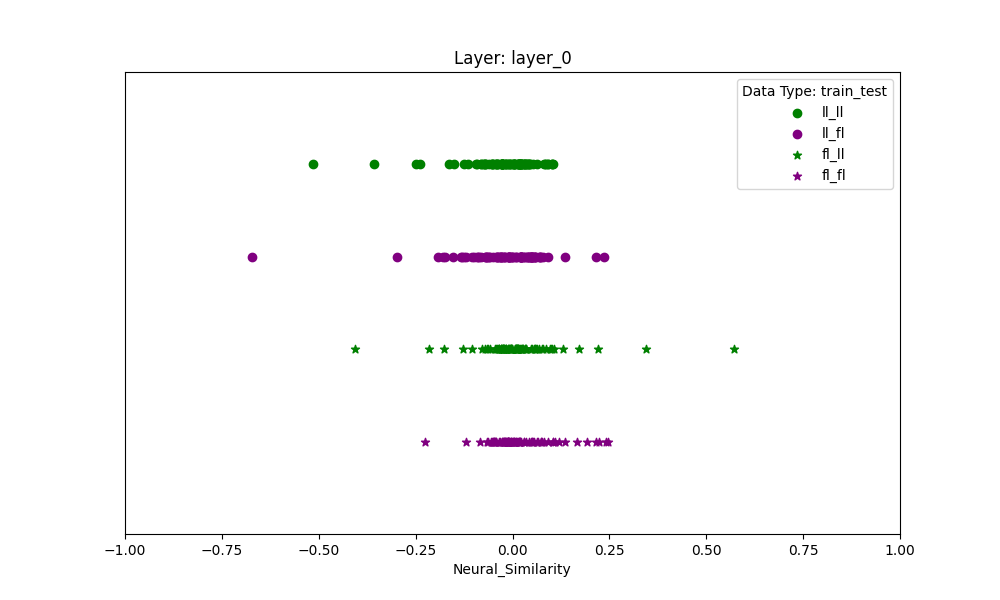 Layer: layer_0
Data Type: train_test
ll_ll
ll_fl
fl_ll
fl_fl
−1.00 −0.75 −0.50 −0.25 0.00 0.25 0.50 0.75 1.00
Neural_Similarity